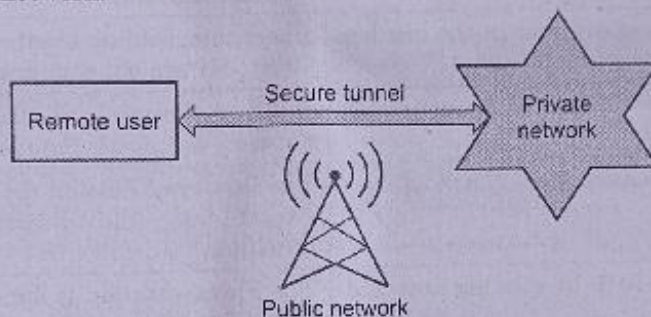 Secure tunnel
Remote user
Private
network
Public network